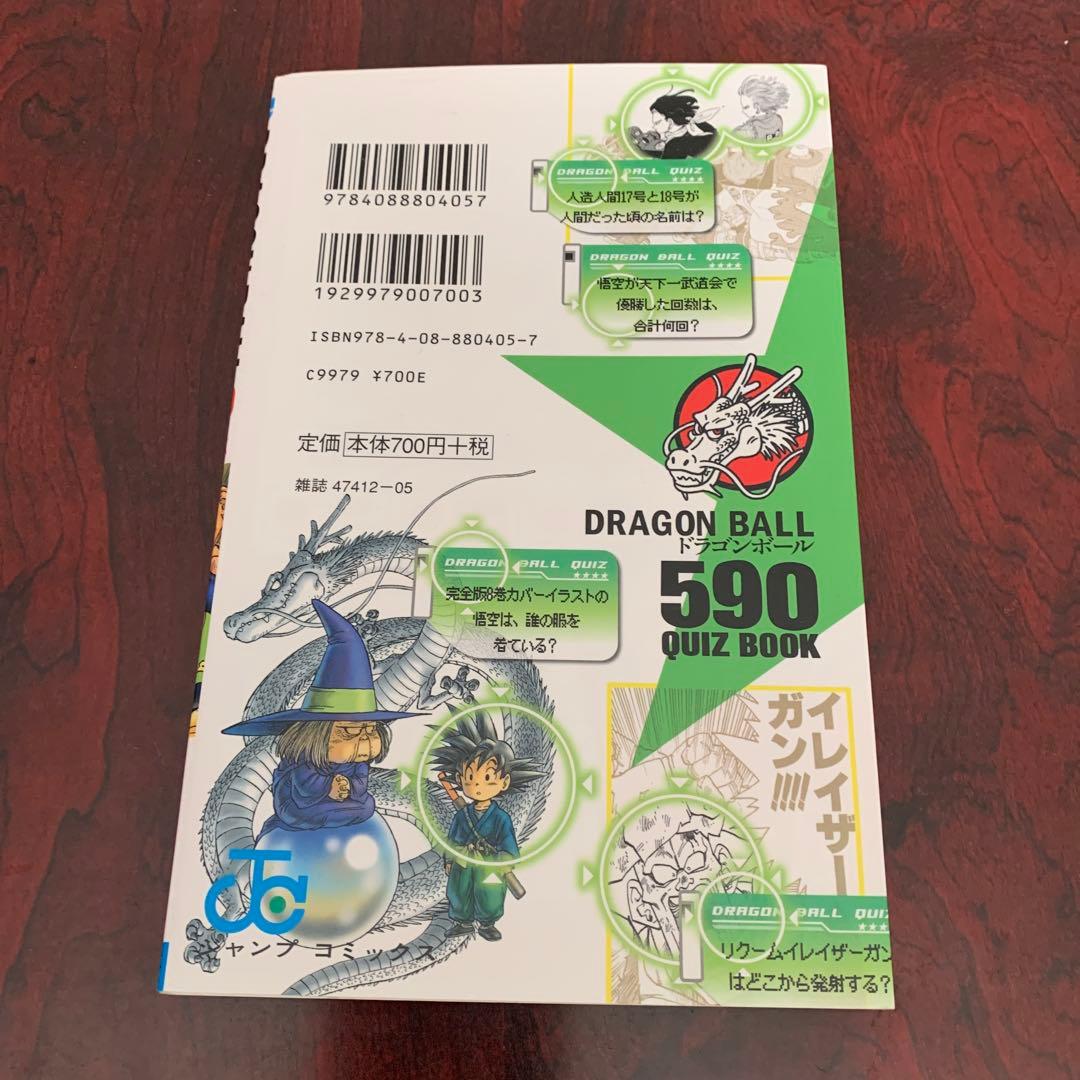 9784088804057
1929979007003
ISBN978-4-08-880405-7
C9979 ¥700E
定価 本体700円+税
雑誌 47412-05
DRAGON BALL QUIZ
★★★★
人造人間17号と18号が
人間だった頃の名前は?
DRAGON BALL QUIZ
★★★★
悟空が天下一武道会で
優勝した回数は、
合計何回?
DRAGON BALL
ドラゴンボール
590
QUIZ BOOK
DRAGON BALL QUIZ
★★★★
完全版8巻カバーイラストの
悟空は、誰の服を
着ている?
イレイザー
ガン!!!!
DRAGON BALL QUIZ
★★★
リクームイレイザーガン
はどこから発射する?
JC
ャンプ コミックス